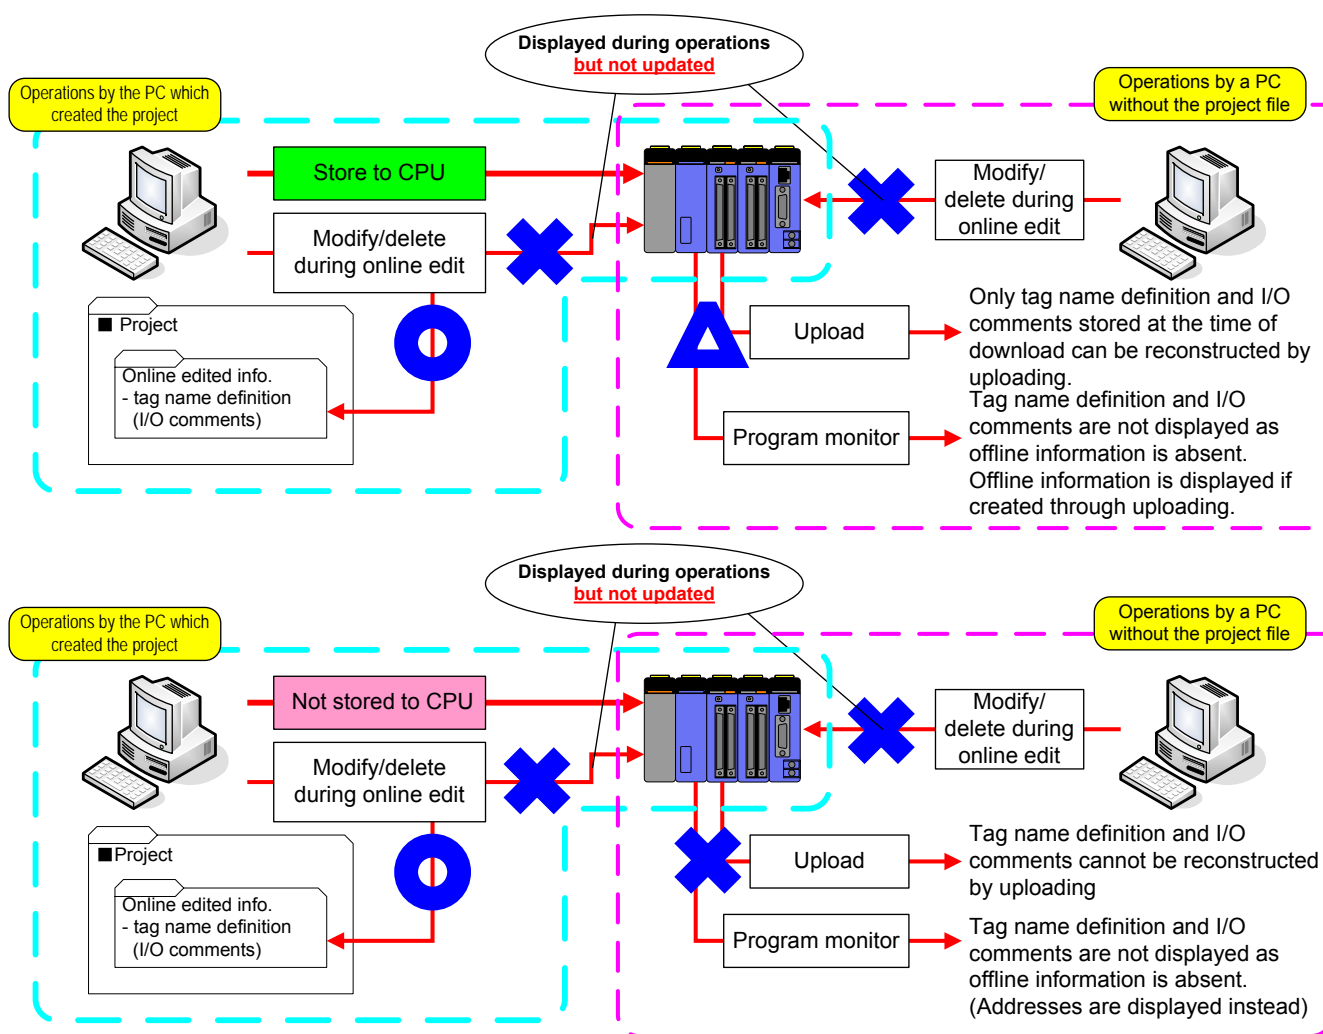 Displayed during operations
but not updated
Operations by the PC which
created the project
Operations by a PC
without the project file
Store to CPU
Modify/delete
during online edit
Modify/
delete during
online edit
■ Project
Online edited info.
- tag name definition
(I/O comments)
Upload
Only tag name definition and I/O
comments stored at the time of
download can be reconstructed by
uploading.
Program monitor
Tag name definition and I/O
comments are not displayed as
offline information is absent.
Offline information is displayed if
created through uploading.
Displayed during operations
but not updated
Operations by the PC which
created the project
Operations by a PC
without the project file
Not stored to CPU
Modify/delete
during online edit
Modify/
delete during
online edit
■Project
Online edited info.
- tag name definition
(I/O comments)
Upload
Tag name definition and I/O
comments cannot be reconstructed
by uploading
Program monitor
Tag name definition and I/O
comments are not displayed as
offline information is absent.
(Addresses are displayed instead)